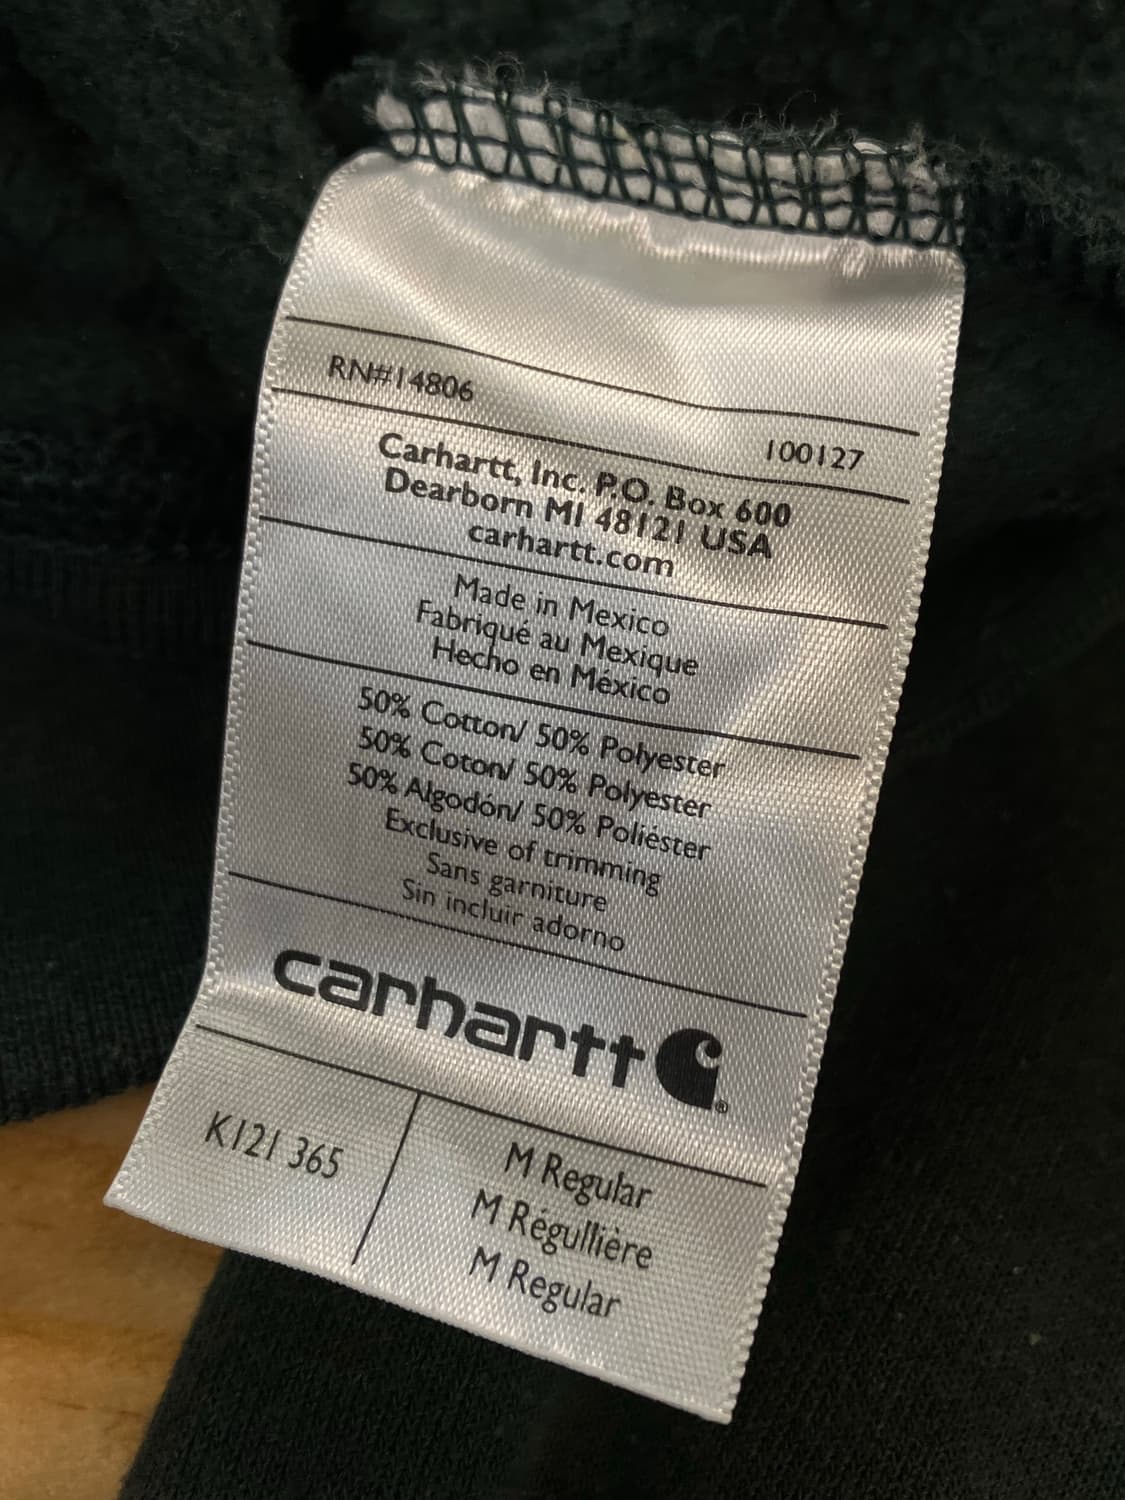 RN#14806
100127
Carhartt, Inc. P.O. Box 600
Dearborn MI 48121 USA
carhartt.com
Made in Mexico
Fabriqué au Mexique
Hecho en México
50% Cotton/ 50% Polyester
50% Coton/ 50% Polyester
50% Algodón/ 50% Poliéster
Exclusive of trimming
Sans garniture
Sin incluir adorno
carhartt ®
K121 365
M Regular
M Régullière
M Regular